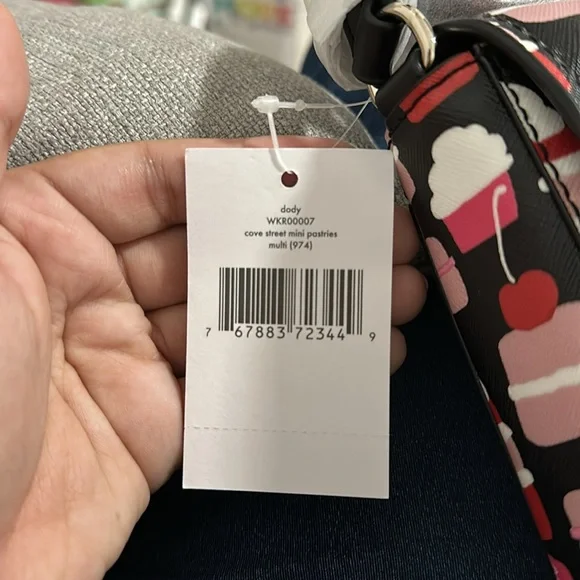 dody
WKR00007
cove street mini pastries
multi (974)
7 67883 72344 9